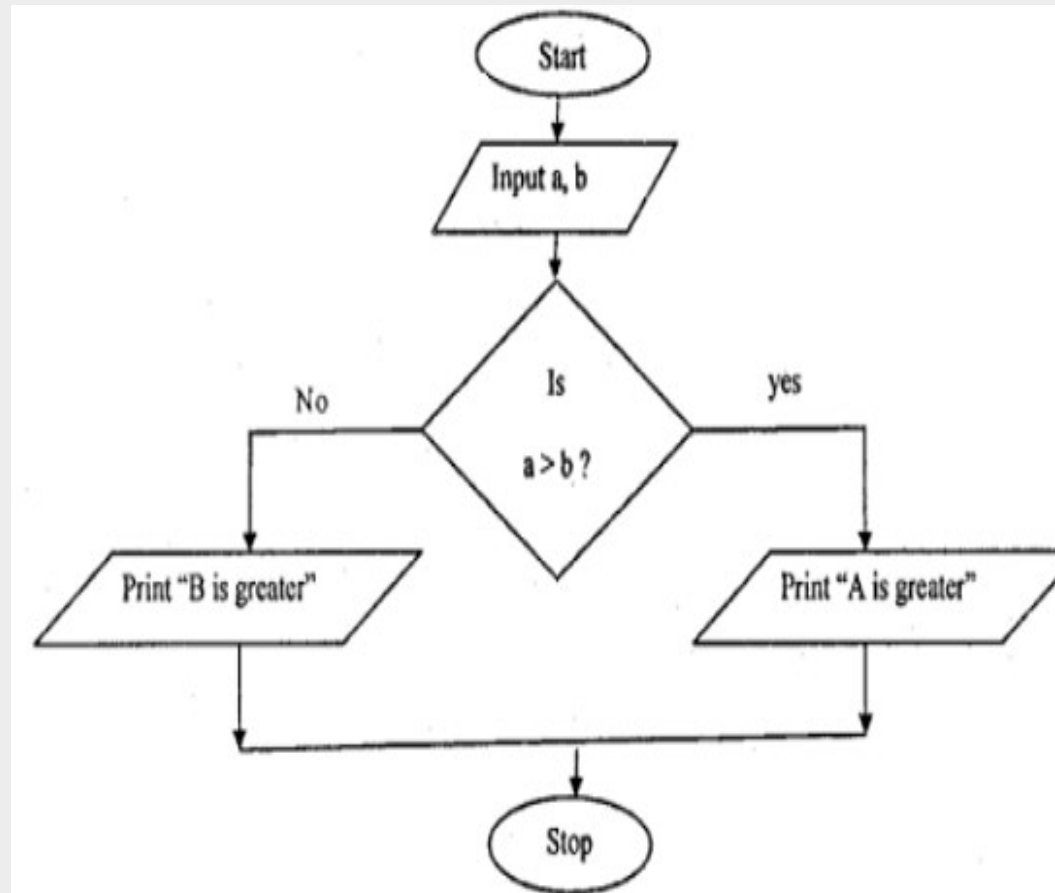 Start
Input a, b
Is
a > b ?
No
yes
Print “B is greater”
Print “A is greater”
Stop